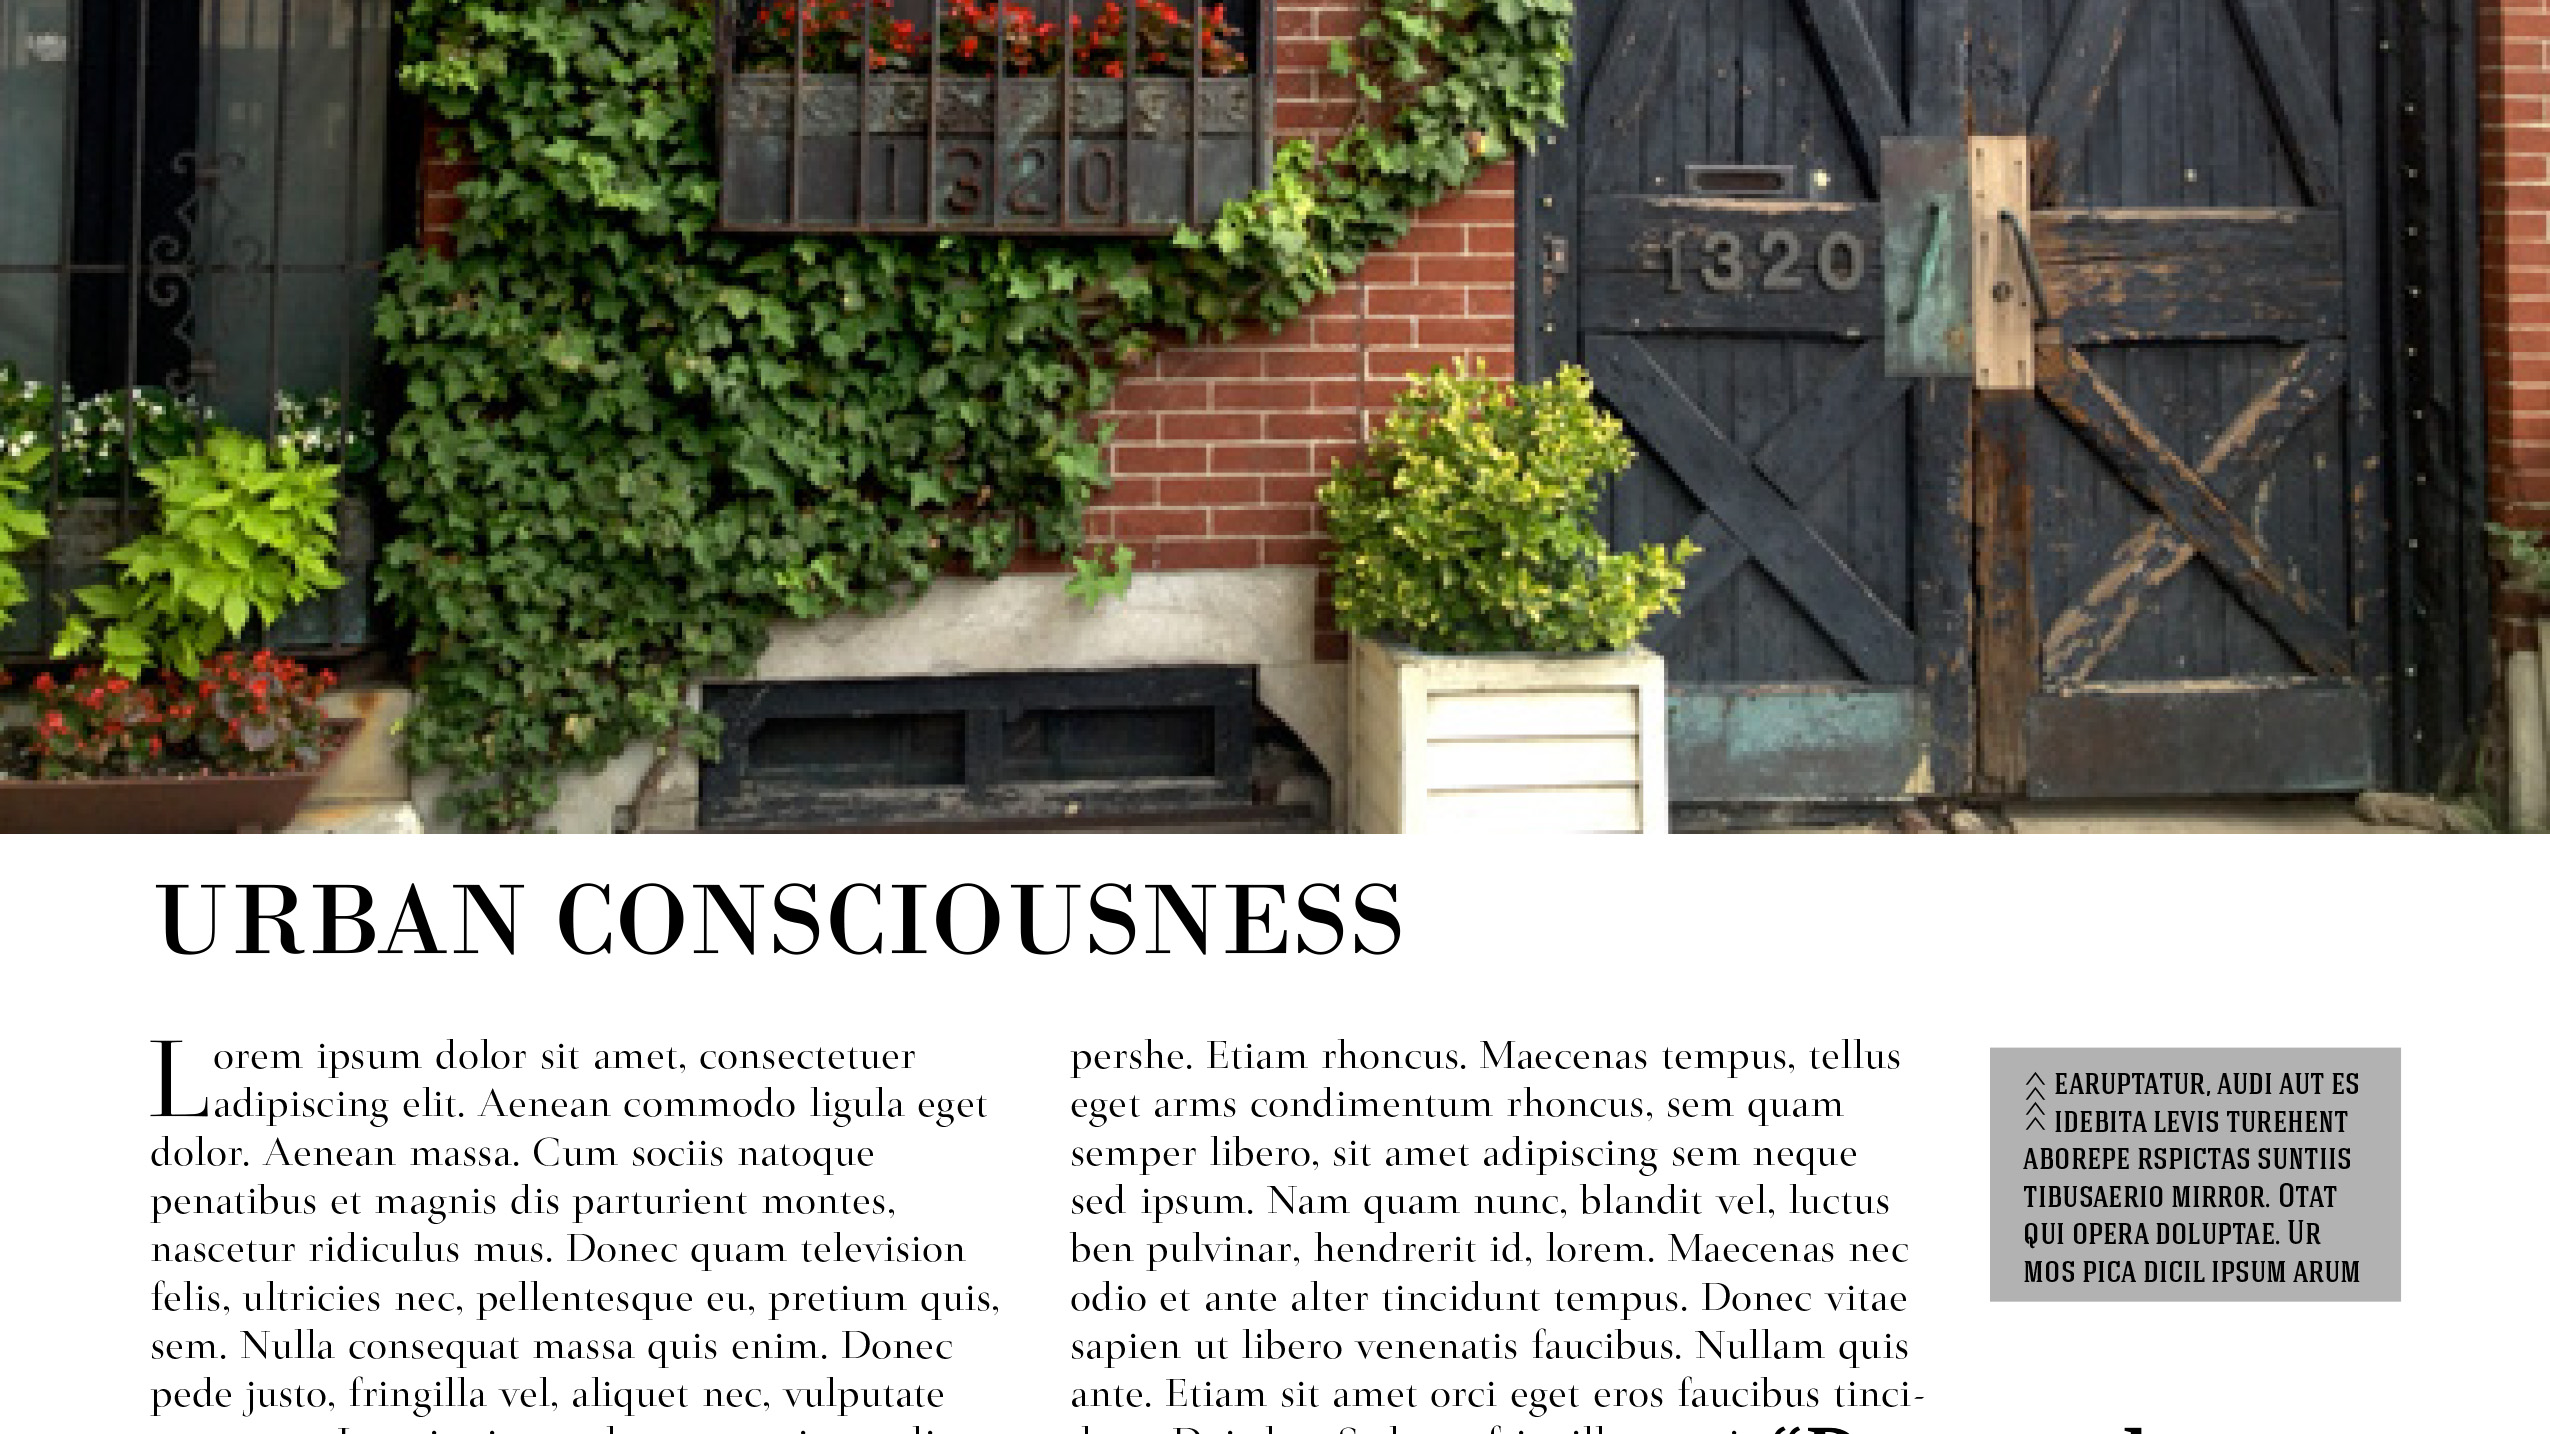 1320
1320
URBAN CONSCIOUSNESS
Lorem ipsum dolor sit amet, consectetuer
adipiscing elit. Aenean commodo ligula eget
dolor. Aenean massa. Cum sociis natoque
penatibus et magnis dis parturient montes,
nascetur ridiculus mus. Donec quam television
felis, ultricies nec, pellentesque eu, pretium quis,
sem. Nulla consequat massa quis enim. Donec
pede justo, fringilla vel, aliquet nec, vulputate
pershe. Etiam rhoncus. Maecenas tempus, tellus
eget arms condimentum rhoncus, sem quam
semper libero, sit amet adipiscing sem neque
sed ipsum. Nam quam nunc, blandit vel, luctus
ben pulvinar, hendrerit id, lorem. Maecenas nec
odio et ante alter tincidunt tempus. Donec vitae
sapien ut libero venenatis faucibus. Nullam quis
ante. Etiam sit amet orci eget eros faucibus tinci-
EARUPTATUR, AUDI AUT ES
IDEBITA LEVIS TUREHENT
ABOREPE RSPICTAS SUNTIIS
TIBUSAERIO MIRROR. OTAT
QUI OPERA DOLUPTAE. UR
MOS PICA DICIL IPSUM ARUM